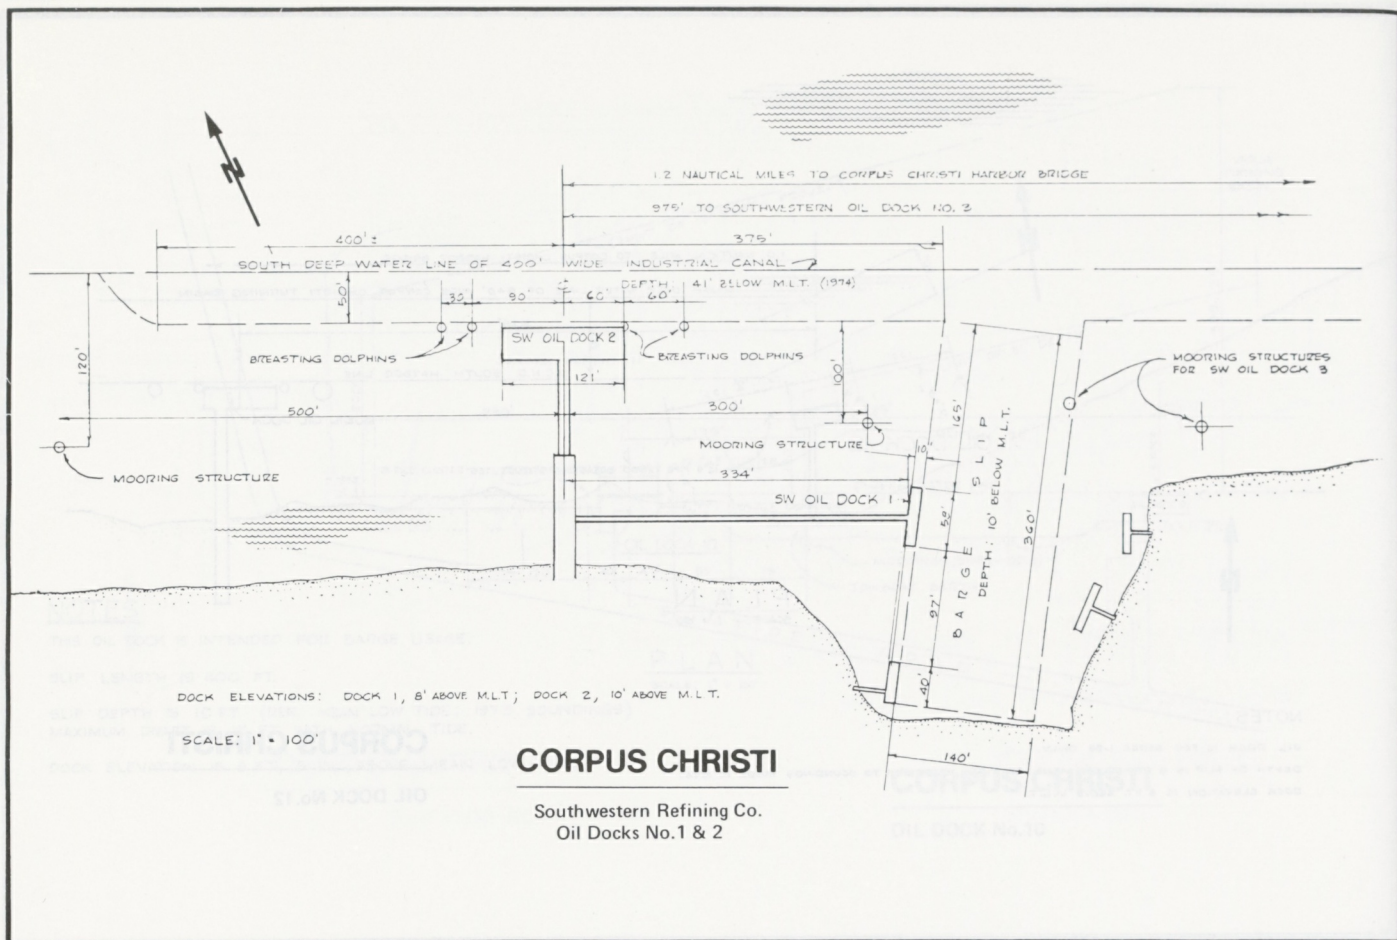 N
1.2 NAUTICAL MILES TO CORPUS CHRISTI HARBOR BRIDGE
975' TO SOUTHWESTERN OIL DOCK NO. 3
400'±
375'
SOUTH DEEP WATER LINE OF 400' WIDE INDUSTRIAL CANAL
DEPTH: 41' BELOW M.L.T. (1974)
50'
30'
90'
60'
60'
120'
BREASTING DOLPHINS
SW OIL DOCK 2
BREASTING DOLPHINS
121'
100'
MOORING STRUCTURES
FOR SW OIL DOCK 3
500'
300'
165'
MOORING STRUCTURE
10'
MOORING STRUCTURE
334'
SW OIL DOCK 1
BARGE SLIP
DEPTH: 10' BELOW M.L.T.
360'
97'
40'
140'
DOCK ELEVATIONS: DOCK 1, 8' ABOVE M.L.T; DOCK 2, 10' ABOVE M.L.T.
SCALE: 1" = 100'
CORPUS CHRISTI
Southwestern Refining Co.
Oil Docks No.1 & 2